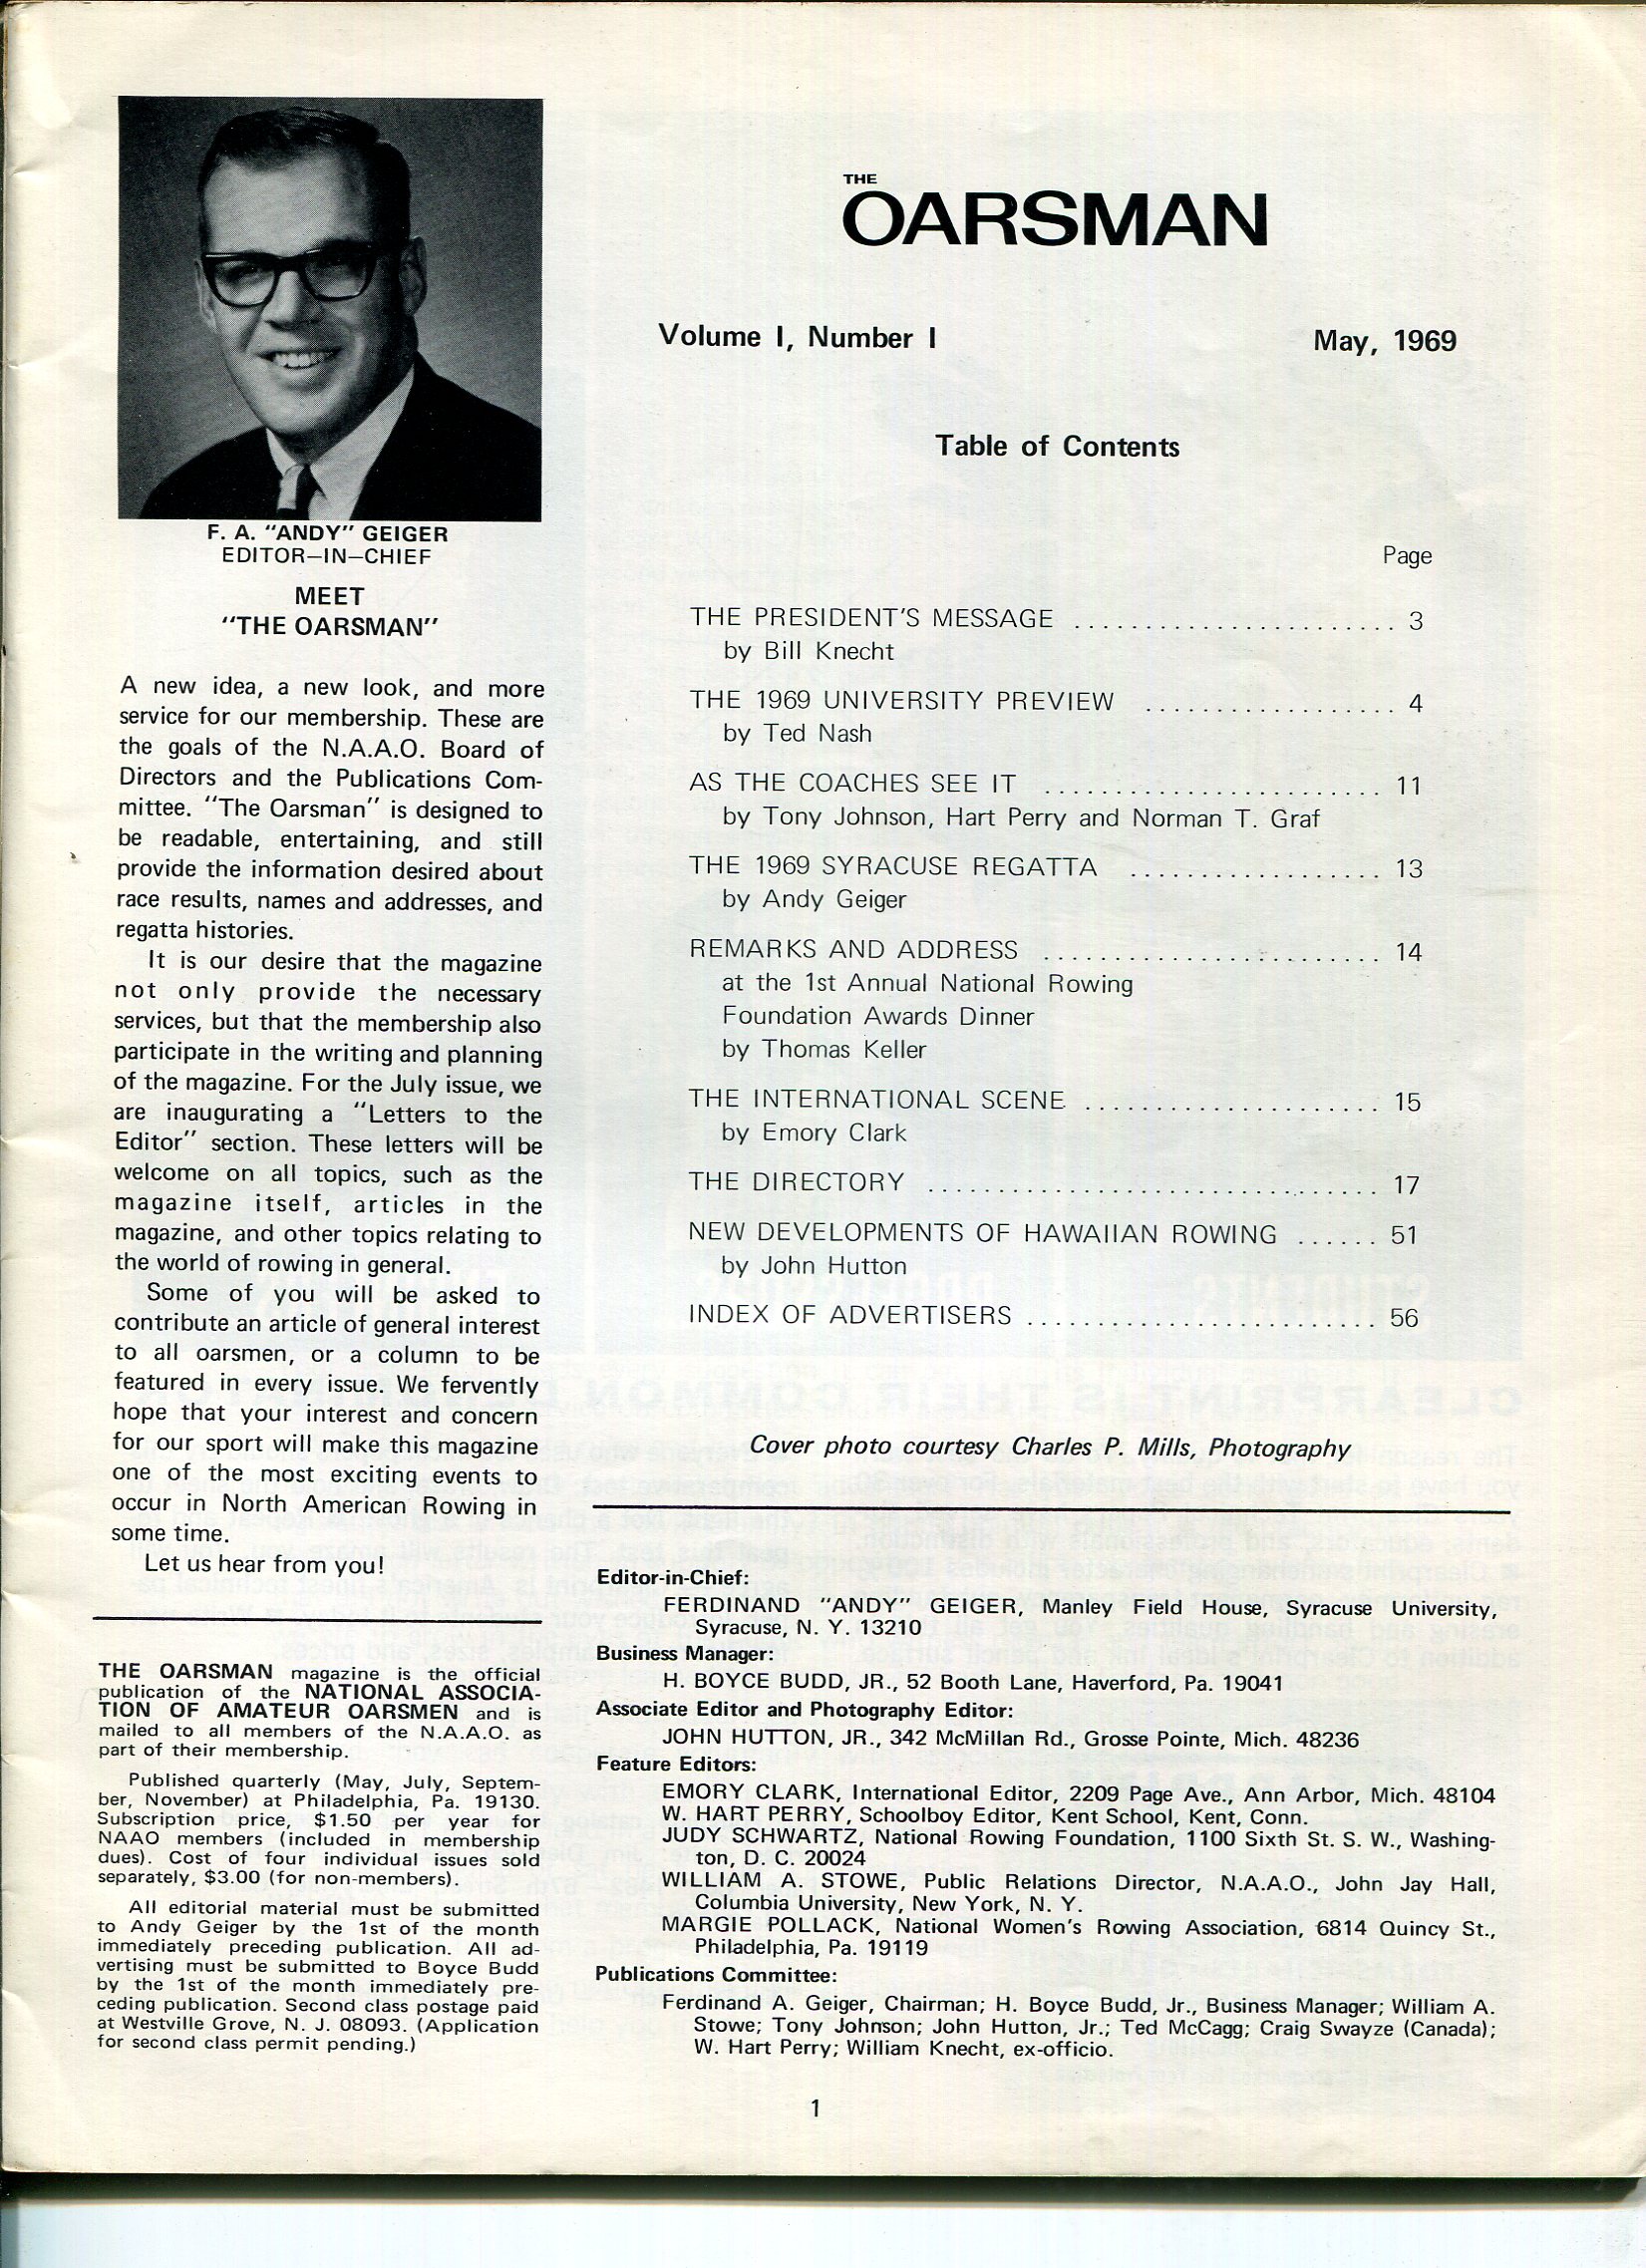 F. A. "ANDY" GEIGER
EDITOR—IN—CHIEF
MEET
"THE OARSMAN"
A new idea, a new look, and more
service for our membership. These are
the goals of the N.A.A.O. Board of
Directors and the Publications Com-
mittee. "The Oarsman" is designed to
be readable, entertaining, and still
provide the information desired about
race results, names and addresses, and
regatta histories.
It is our desire that the magazine
not only provide the necessary
services, but that the membership also
participate in the writing and planning
of the magazine. For the July issue, we
are inaugurating a "Letters to the
Editor" section. These letters will be
welcome on all topics, such as the
magazine itself, articles in the
magazine, and other topics relating to
the world of rowing in general.
Some of you will be asked to
contribute an article of general interest
to all oarsmen, or a column to be
featured in every issue. We fervently
hope that your interest and concern
for our sport will make this magazine
one of the most exciting events to
occur in North American Rowing in
some time.
Let us hear from you!
THE OARSMAN magazine is the official
publication of the NATIONAL ASSOCIA-
TION OF AMATEUR OARSMEN and is
mailed to all members of the N.A.A.O. as
part of their membership.
Published quarterly (May, July, Septem-
ber, November) at Philadelphia, Pa. 19130.
Subscription price, $1.50 per year for
NAAO members (included in membership
dues). Cost of four individual issues sold
separately, $3.00 (for non-members).
All editorial material must be submitted
to Andy Geiger by the 1st of the month
immediately preceding publication. All ad-
vertising must be submitted to Boyce Budd
by the 1st of the month immediately pre-
ceding publication. Second class postage paid
at Westville Grove, N. J. 08093. (Application
for second class permit pending.)
THE
OARSMAN
Volume I, Number I May, 1969
Table of Contents
Page
THE PRESIDENT'S MESSAGE ....................... 3
by Bill Knecht
THE 1969 UNIVERSITY PREVIEW .................. 4
by Ted Nash
AS THE COACHES SEE IT ........................ 11
by Tony Johnson, Hart Perry and Norman T. Graf
THE 1969 SYRACUSE REGATTA .................. 13
by Andy Geiger
REMARKS AND ADDRESS ........................ 14
at the 1st Annual National Rowing
Foundation Awards Dinner
by Thomas Keller
THE INTERNATIONAL SCENE ..................... 15
by Emory Clark
THE DIRECTORY ................................ 17
NEW DEVELOPMENTS OF HAWAIIAN ROWING ...... 51
by John Hutton
INDEX OF ADVERTISERS ......................... 56
Cover photo courtesy Charles P. Mills, Photography
Editor-in-Chief:
FERDINAND "ANDY" GEIGER, Manley Field House, Syracuse University,
Syracuse, N. Y. 13210
Business Manager:
H. BOYCE BUDD, JR., 52 Booth Lane, Haverford, Pa. 19041
Associate Editor and Photography Editor:
JOHN HUTTON, JR., 342 McMillan Rd., Grosse Pointe, Mich. 48236
Feature Editors:
EMORY CLARK, International Editor, 2209 Page Ave., Ann Arbor, Mich. 48104
W. HART PERRY, Schoolboy Editor, Kent School, Kent, Conn.
JUDY SCHWARTZ, National Rowing Foundation, 1100 Sixth St. S. W., Washing-
ton, D. C. 20024
WILLIAM A. STOWE, Public Relations Director, N.A.A.O., John Jay Hall,
Columbia University, New York, N. Y.
MARGIE POLLACK, National Women's Rowing Association, 6814 Quincy St.,
Philadelphia, Pa. 19119
Publications Committee:
Ferdinand A. Geiger, Chairman; H. Boyce Budd, Jr., Business Manager; William A.
Stowe; Tony Johnson; John Hutton, Jr.; Ted McCagg; Craig Swayze (Canada);
W. Hart Perry; William Knecht, ex-officio.
1